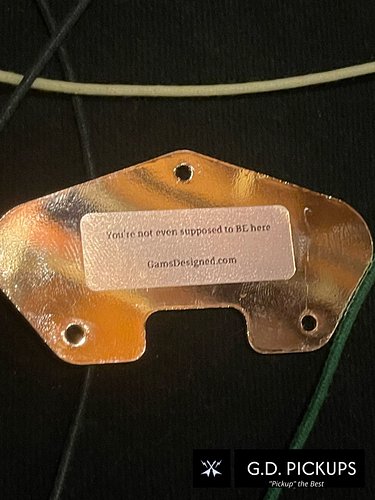 You're not even supposed to BE here
GamsDesigned.com
G.D. PICKUPS
"Pickup" the Best